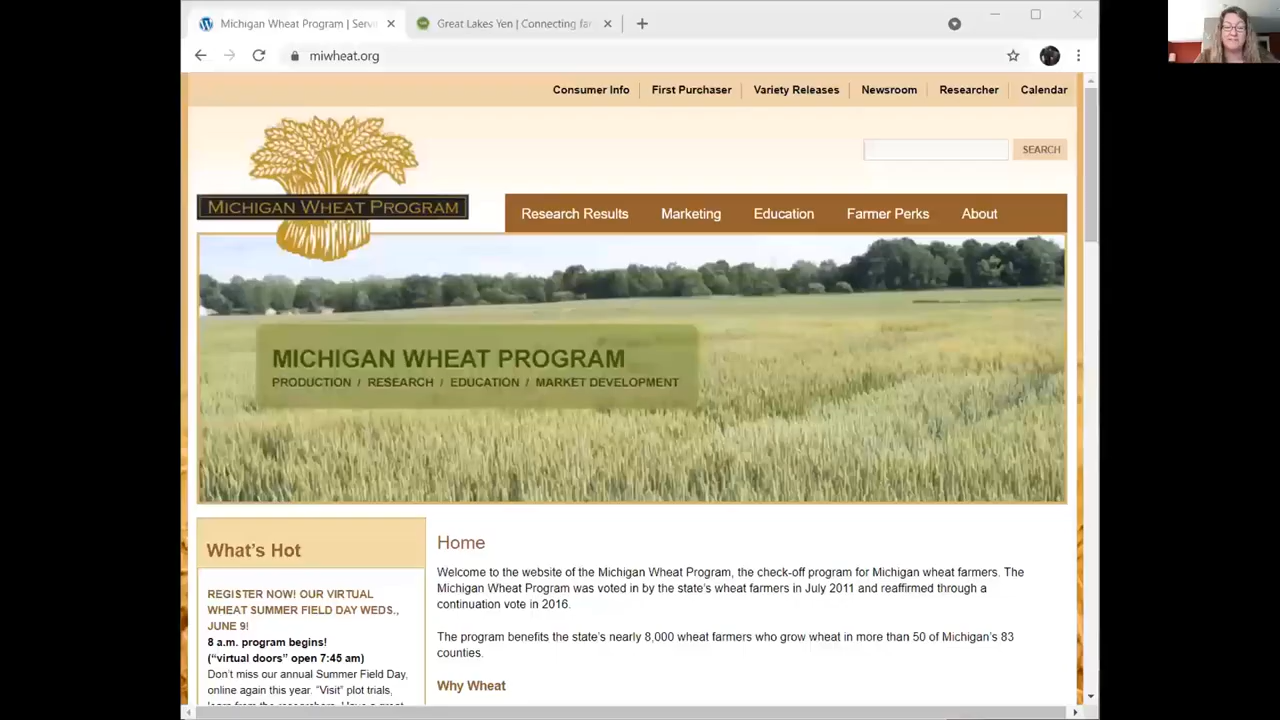 Michigan Wheat Program | Serv
Great Lakes Yen | Connecting far
miwheat.org
Consumer Info
First Purchaser
Variety Releases
Newsroom
Researcher
Calendar
SEARCH
MICHIGAN WHEAT PROGRAM
Research Results
Marketing
Education
Farmer Perks
About
MICHIGAN WHEAT PROGRAM
PRODUCTION / RESEARCH / EDUCATION / MARKET DEVELOPMENT
What's Hot
REGISTER NOW! OUR VIRTUAL
WHEAT SUMMER FIELD DAY WEDS.,
JUNE 9!
8 a.m. program begins!
("virtual doors" open 7:45 am)
Don't miss our annual Summer Field Day,
online again this year. "Visit" plot trials,
Home
Welcome to the website of the Michigan Wheat Program, the check-off program for Michigan wheat farmers. The
Michigan Wheat Program was voted in by the state's wheat farmers in July 2011 and reaffirmed through a
continuation vote in 2016.
The program benefits the state's nearly 8,000 wheat farmers who grow wheat in more than 50 of Michigan's 83
counties.
Why Wheat